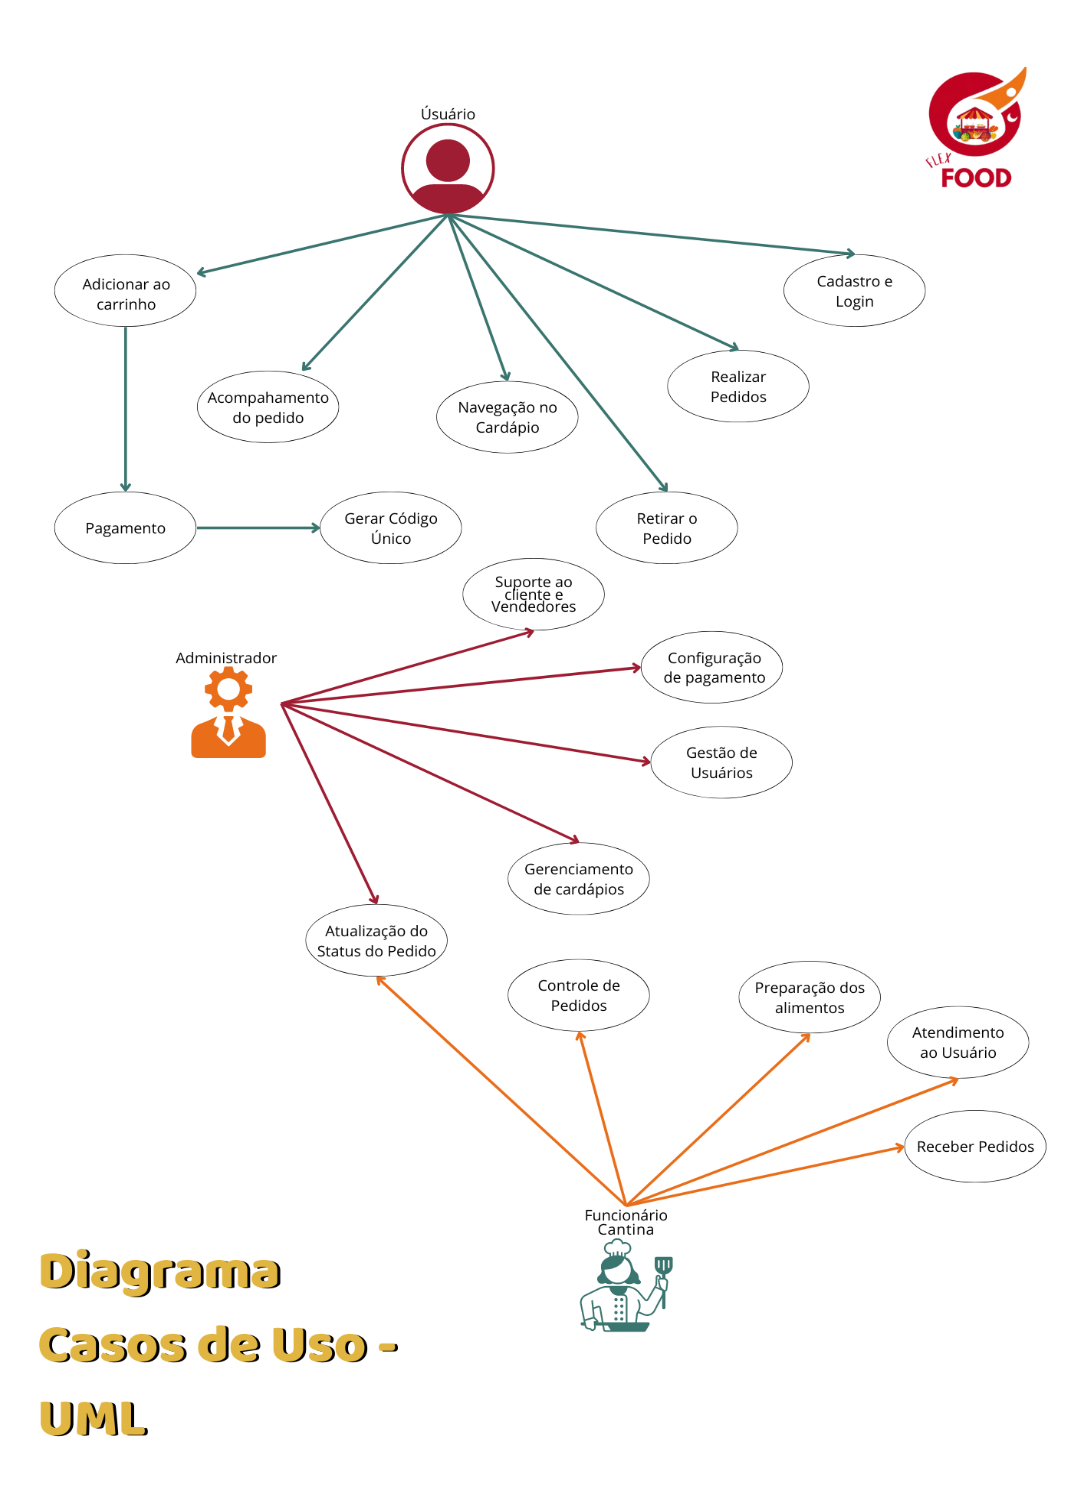 Úsuário
FLEX
FOOD
Adicionar ao
carrinho
Cadastro e
Login
Acompahamento
do pedido
Navegação no
Cardápio
Realizar
Pedidos
Pagamento
Gerar Código
Único
Retirar o
Pedido
Suporte ao
cliente e
Vendedores
Administrador
Configuração
de pagamento
Gestão de
Usuários
Gerenciamento
de cardápios
Atualização do
Status do Pedido
Controle de
Pedidos
Preparação dos
alimentos
Atendimento
ao Usuário
Receber Pedidos
Funcionário
Cantina
Diagrama
Casos de Uso -
UML